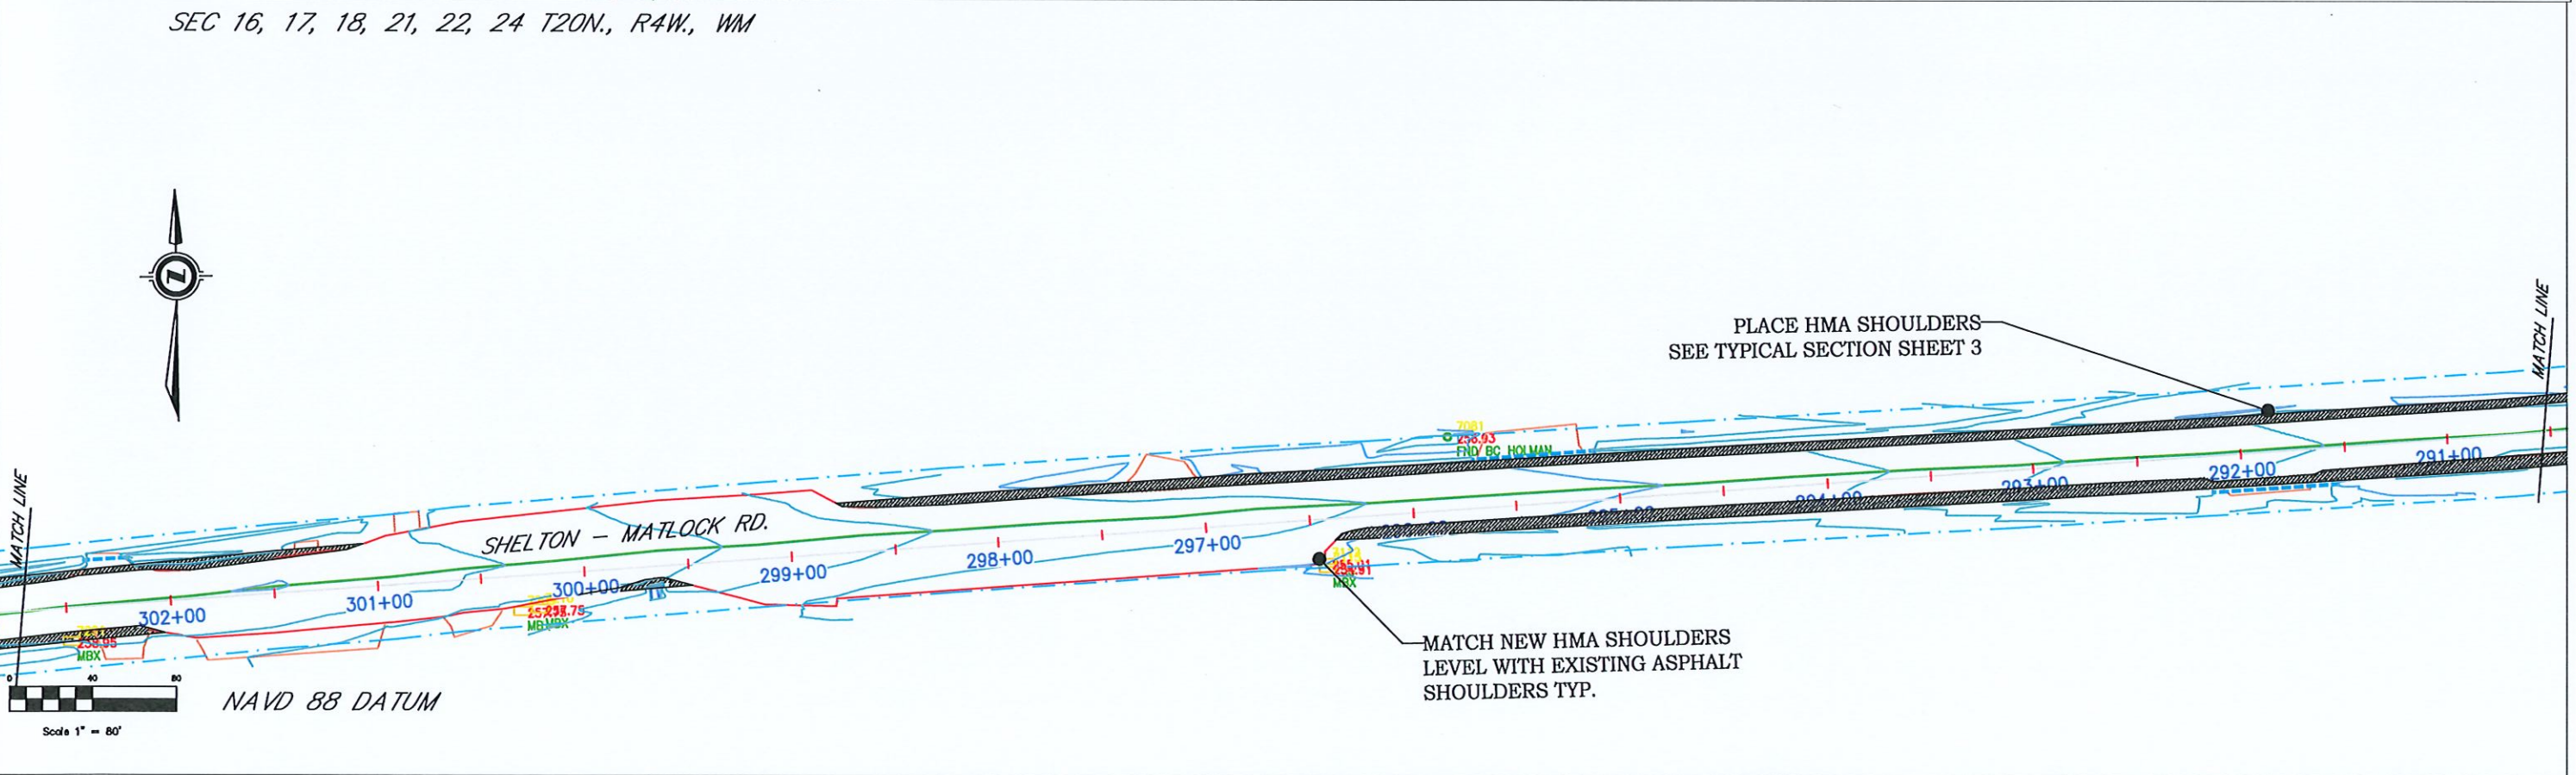 SEC 16, 17, 18, 21, 22, 24 T20N., R4W., WM
MATCH LINE
PLACE HMA SHOULDERS
SEE TYPICAL SECTION SHEET 3
7081
FND BC HOLMAN
291+00
292+00
293+00
294+00
MATCH LINE
SHELTON - MATLOCK RD.
297+00
298+00
299+00
300+00
301+00
302+00
MBX
MBX
MBX
MATCH NEW HMA SHOULDERS
LEVEL WITH EXISTING ASPHALT
SHOULDERS TYP.
0 40 80
NAVD 88 DATUM
Scale 1" = 80'